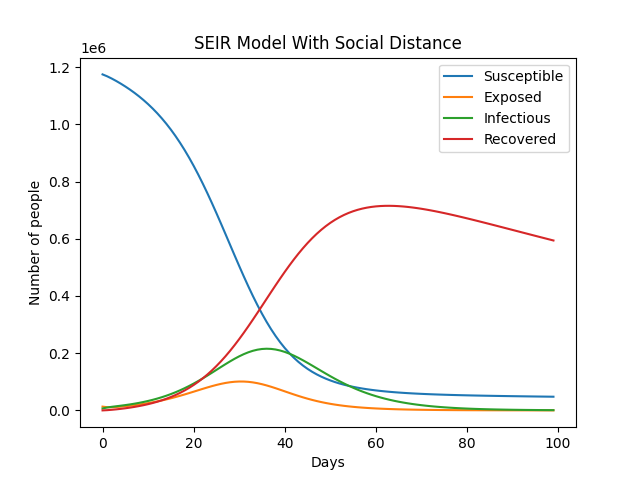 SEIR Model With Social Distance
1e6
Susceptible
Exposed
Infectious
Recovered
1.2
1.0
0.8
0.6
0.4
0.2
0.0
Number of people
0 20 40 60 80 100
Days